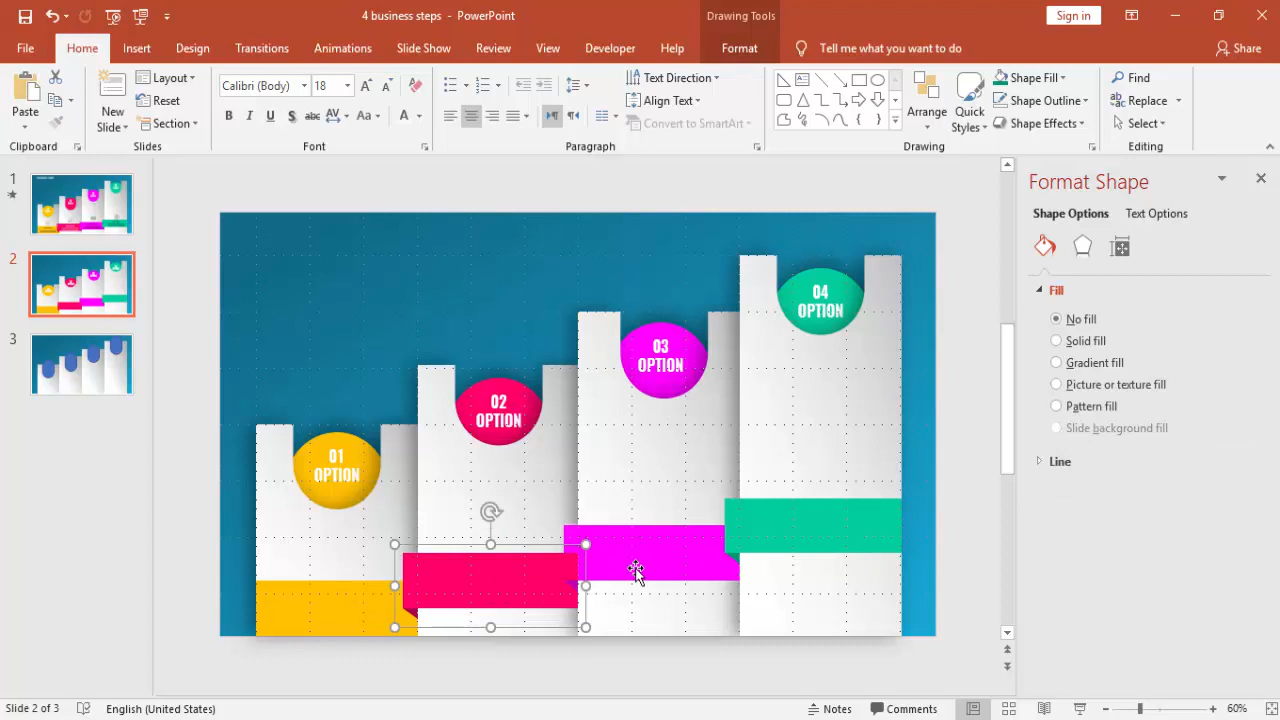 4 business steps - PowerPoint
Drawing Tools
Sign in
File
Home
Insert
Design
Transitions
Animations
Slide Show
Review
View
Developer
Help
Format
Tell me what you want to do
Share
Paste
New
Slide
Layout
Reset
Section
Calibri (Body)
18
B I U S abc AV Aa A
Text Direction
Align Text
Convert to SmartArt
Arrange
Quick
Styles
Shape Fill
Shape Outline
Shape Effects
Find
Replace
Select
Clipboard
Slides
Font
Paragraph
Drawing
Editing
1
2
3
01
OPTION
02
OPTION
03
OPTION
04
OPTION
Format Shape
Shape Options
Text Options
Fill
No fill
Solid fill
Gradient fill
Picture or texture fill
Pattern fill
Slide background fill
Line
Slide 2 of 3
English (United States)
Notes
Comments
60%